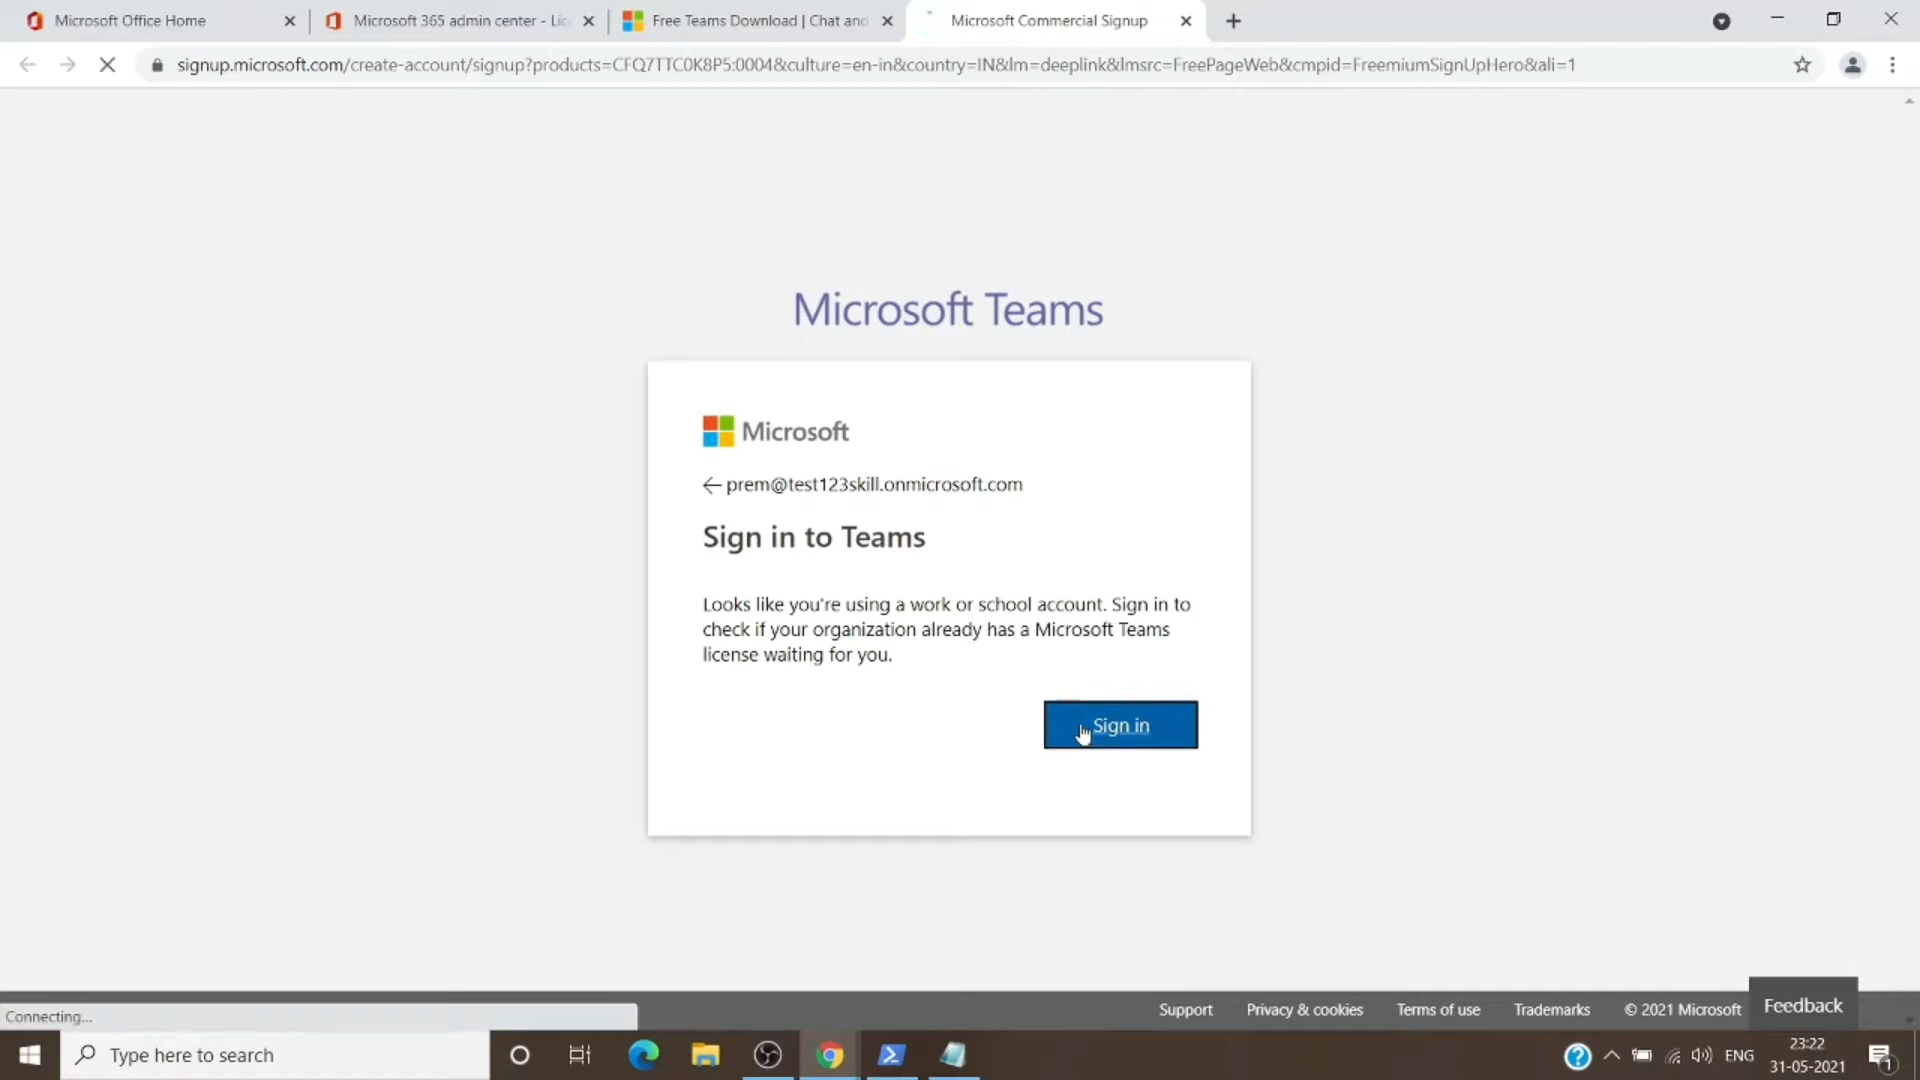 Microsoft Office Home
Microsoft 365 admin center - Lic
Free Teams Download | Chat and
Microsoft Commercial Signup
signup.microsoft.com/create-account/signup?products=CFQ7TTC0K8P5:0004&culture=en-in&country=IN&lm=deeplink&lmsrc=FreePageWeb&cmpid=FreemiumSignUpHero&ali=1
Microsoft Teams
Microsoft
prem@test123skill.onmicrosoft.com
Sign in to Teams
Looks like you're using a work or school account. Sign in to
check if your organization already has a Microsoft Teams
license waiting for you.
Sign in
Connecting...
Support
Privacy & cookies
Terms of use
Trademarks
© 2021 Microsoft
Feedback
Type here to search
ENG
23:22
31-05-2021
1